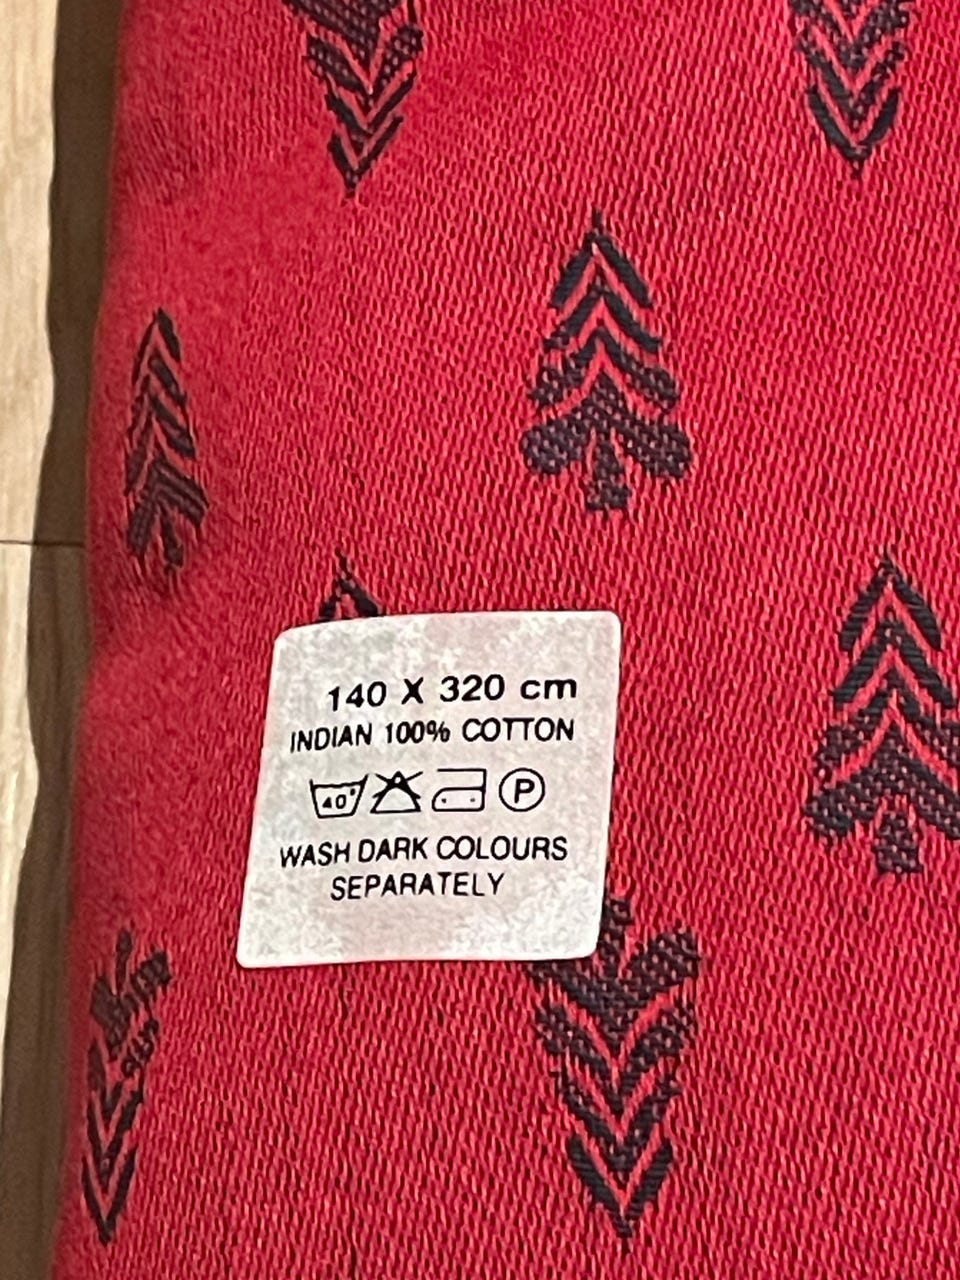 140 X 320 cm
INDIAN 100% COTTON
40° P
WASH DARK COLOURS
SEPARATELY